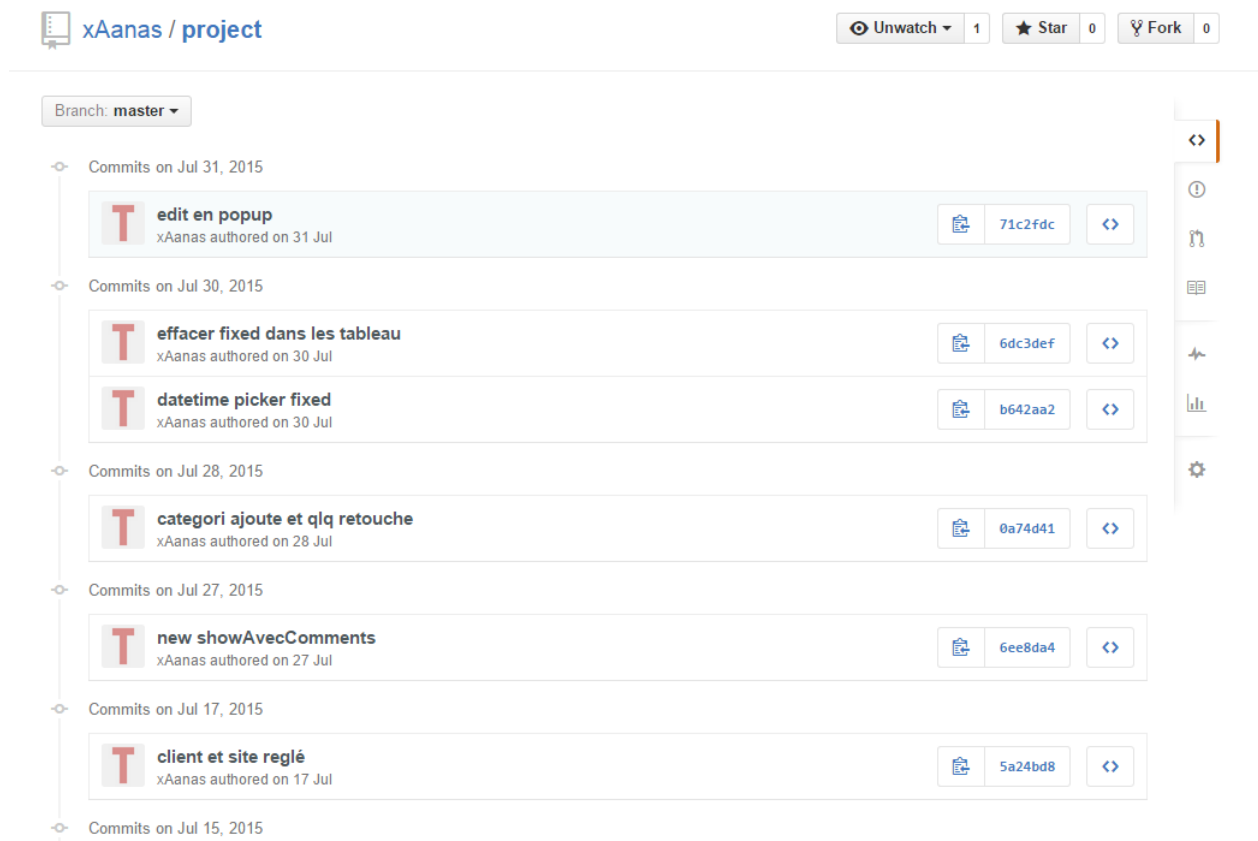 xAanas / project
Unwatch 1 Star 0 Fork 0
Branch: master
Commits on Jul 31, 2015
edit en popup
xAanas authored on 31 Jul
71c2fdc
Commits on Jul 30, 2015
effacer fixed dans les tableau
xAanas authored on 30 Jul
6dc3def
datetime picker fixed
xAanas authored on 30 Jul
b642aa2
Commits on Jul 28, 2015
categori ajoute et qlq retouche
xAanas authored on 28 Jul
0a74d41
Commits on Jul 27, 2015
new showAvecComments
xAanas authored on 27 Jul
6ee8da4
Commits on Jul 17, 2015
client et site reglé
xAanas authored on 17 Jul
5a24bd8
Commits on Jul 15, 2015